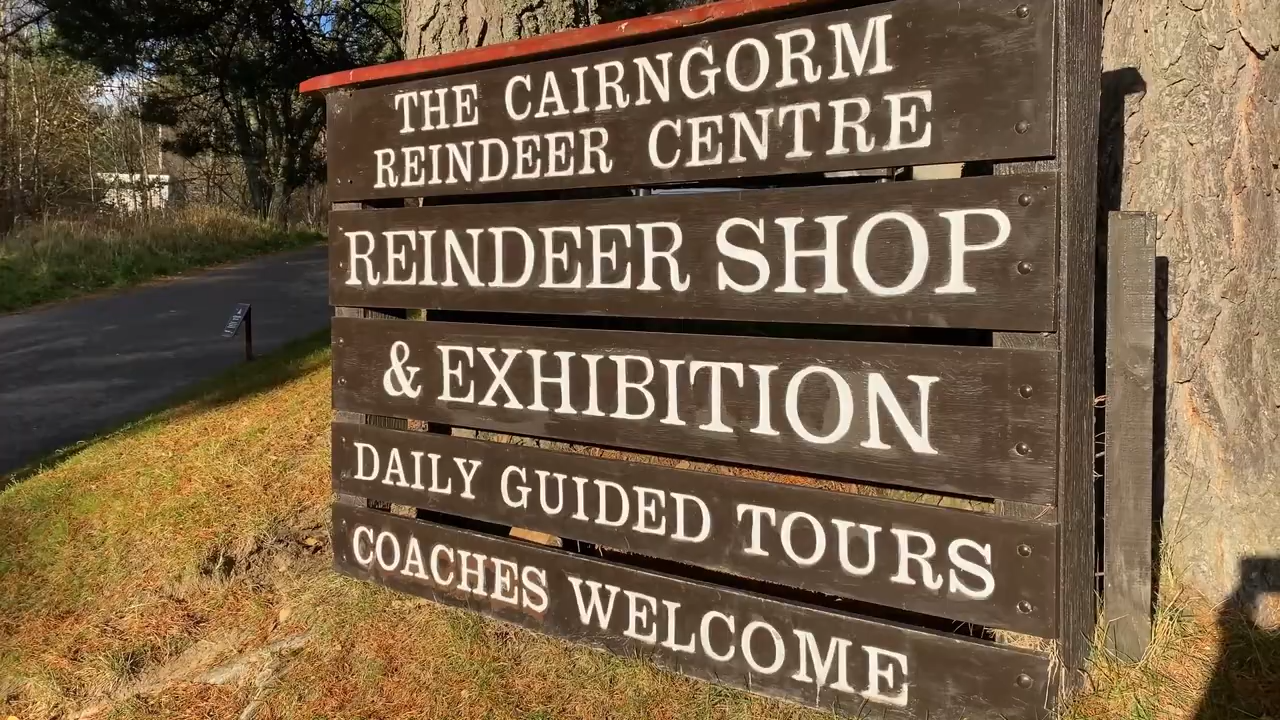 THE CAIRNGORM
REINDEER CENTRE
REINDEER SHOP
& EXHIBITION
DAILY GUIDED TOURS
COACHES WELCOME